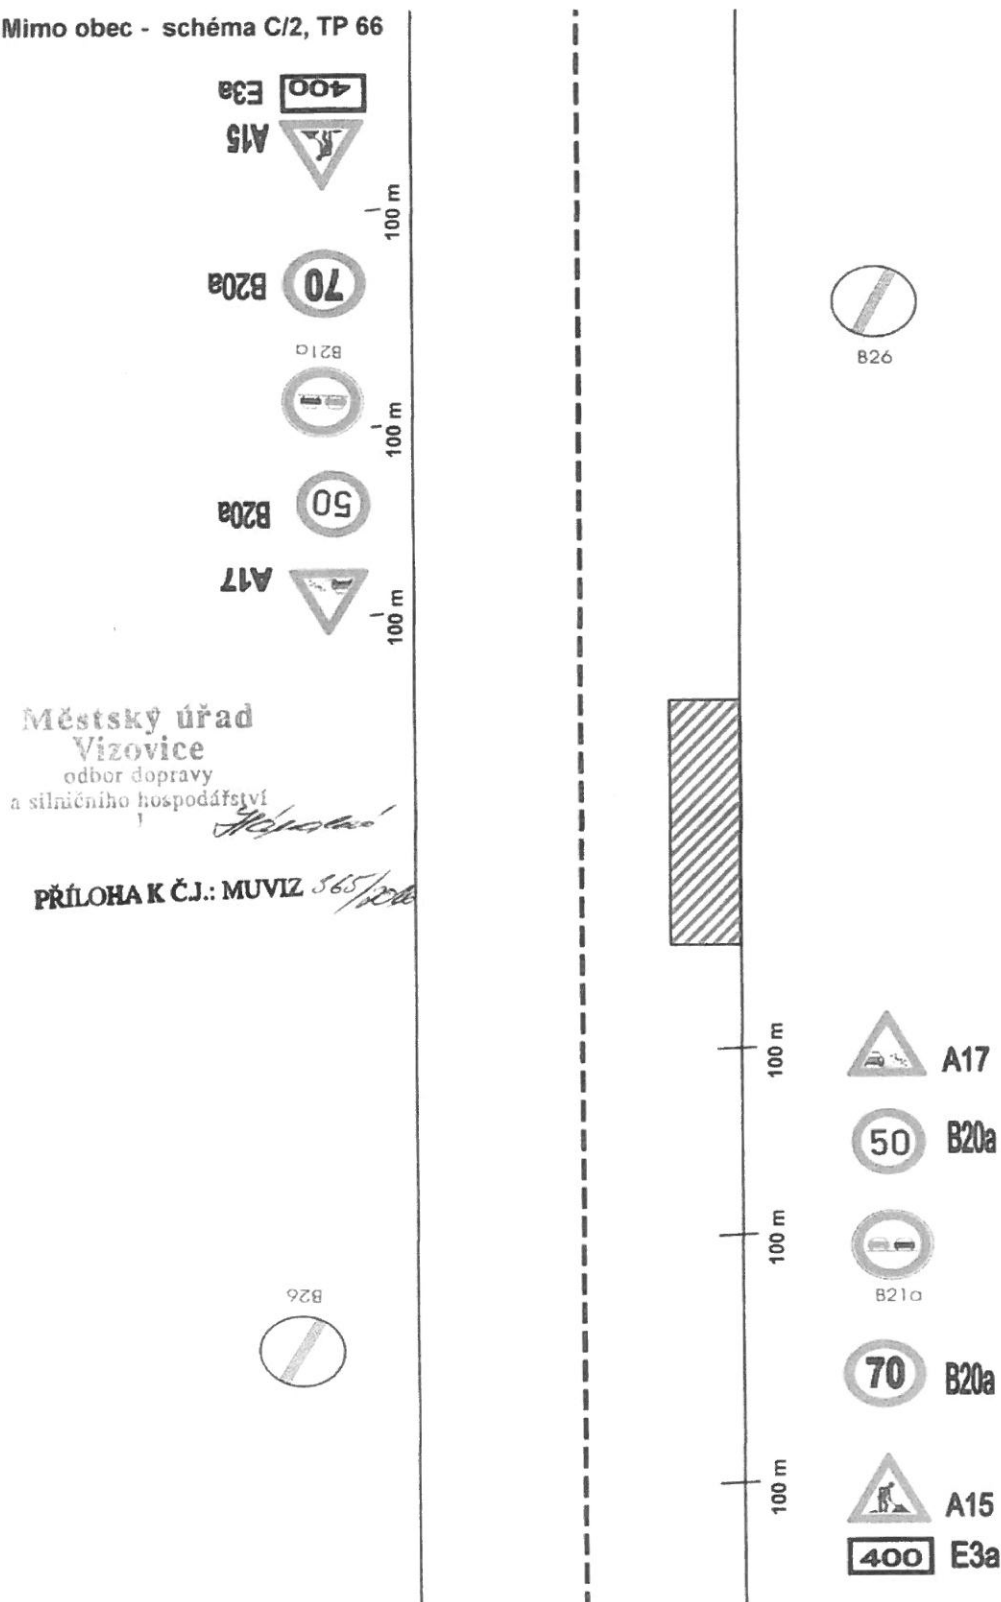 Mimo obec - schéma C/2, TP 66
400 E3a
A15
100 m
70 B20a
B21a
100 m
50 B20a
A17
100 m
B26
Městský úřad
Vizovice
odbor dopravy
a silničního hospodářství
PŘÍLOHA K Č.J.: MUVIZ 365/
100 m
A17
50 B20a
100 m
B21a
B26
70 B20a
100 m
A15
400 E3a